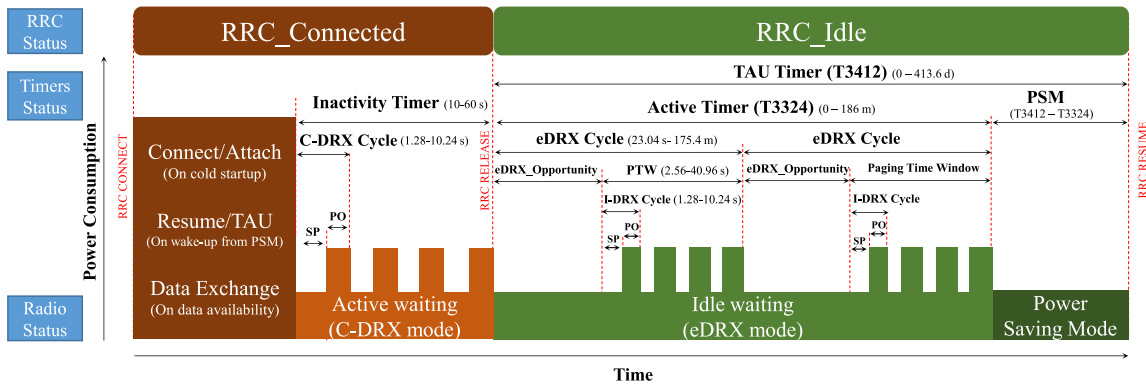 RRC
Status
RRC_Connected
RRC_Idle
Timers
Status
TAU Timer (T3412) (0 – 413.6 d)
Inactivity Timer (10-60 s)
Active Timer (T3324) (0 – 186 m)
PSM
(T3412 – T3324)
C-DRX Cycle (1.28-10.24 s)
eDRX Cycle (23.04 s- 175.4 m)
eDRX Cycle
eDRX_Opportunity
PTW (2.56-40.96 s)
eDRX_Opportunity
Paging Time Window
I-DRX Cycle (1.28-10.24 s)
I-DRX Cycle
Power Consumption
RRC CONNECT
RRC RELEASE
RRC RESUME
Connect/Attach
(On cold startup)
Resume/TAU
(On wake-up from PSM)
Data Exchange
(On data availability)
SP
PO
SP
PO
SP
PO
Radio
Status
Active waiting
(C-DRX mode)
Idle waiting
(eDRX mode)
Power
Saving Mode
Time